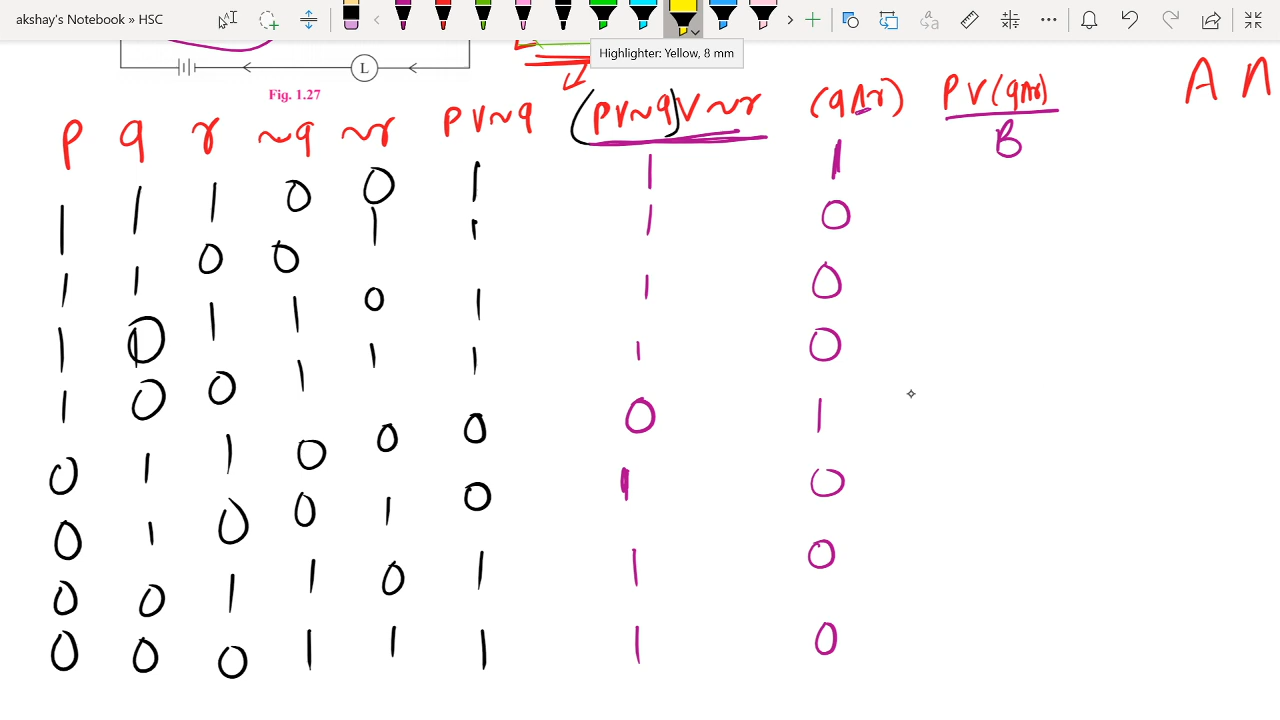 akshay's Notebook » HSC
Highlighter: Yellow, 8 mm
L
Fig. 1.27
p q r ~q ~r p∨~q (p∨~q)∨~r (q∧r) p∨(q∧r) A ∩
B
1 1 1 0 0 1 1 1
1 1 0 0 1 1 1 0
1 0 1 1 0 1 1 0
1 0 0 1 1 1 1 0
0 1 1 0 0 0 0 1
0 1 0 0 1 0 1 0
0 0 1 1 0 1 1 0
0 0 0 1 1 1 1 0